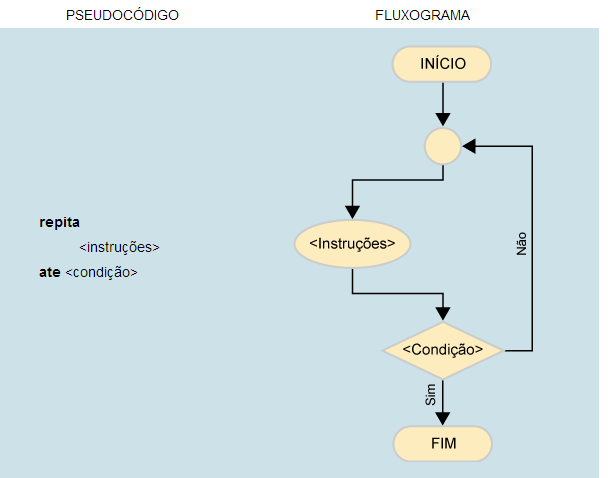 PSEUDOCÓDIGO
FLUXOGRAMA
repita
<instruções>
ate <condição>
INÍCIO
<Instruções>
Não
<Condição>
Sim
FIM